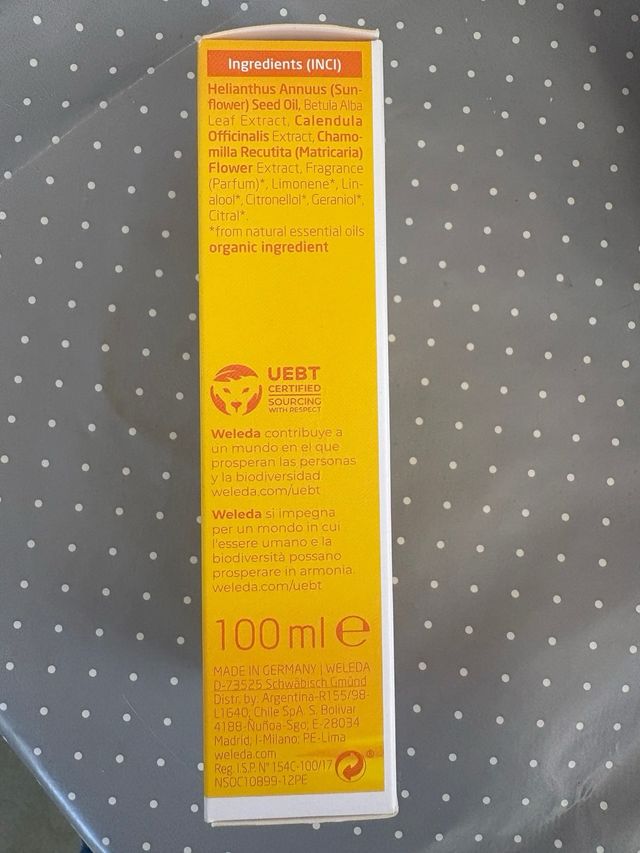 Ingredients (INCI)
Helianthus Annuus (Sun-
flower) Seed Oil, Betula Alba
Leaf Extract, Calendula
Officinalis Extract, Chamo-
milla Recutita (Matricaria)
Flower Extract, Fragrance
(Parfum)*, Limonene*, Lin-
alool*, Citronellol*, Geraniol*,
Citral*.
*from natural essential oils
organic ingredient
UEBT
CERTIFIED
SOURCING
WITH RESPECT
Weleda contribuye a
un mundo en el que
prosperan las personas
y la biodiversidad.
weleda.com/uebt
Weleda si impegna
per un mondo in cui
l'essere umano e la
biodiversità possano
prosperare in armonia.
weleda.com/uebt
100 ml e
MADE IN GERMANY | WELEDA
D-73525 Schwäbisch Gmünd
Distr. by: Argentina-R155/98-
L1640; Chile SpA. S. Bolivar
4188-Ñuñoa-Sgo; E-28034
Madrid; I-Milano; PE-Lima
weleda.com
Reg. I.S.P. N° 154C-100/17
NSOC10899-12PE
®